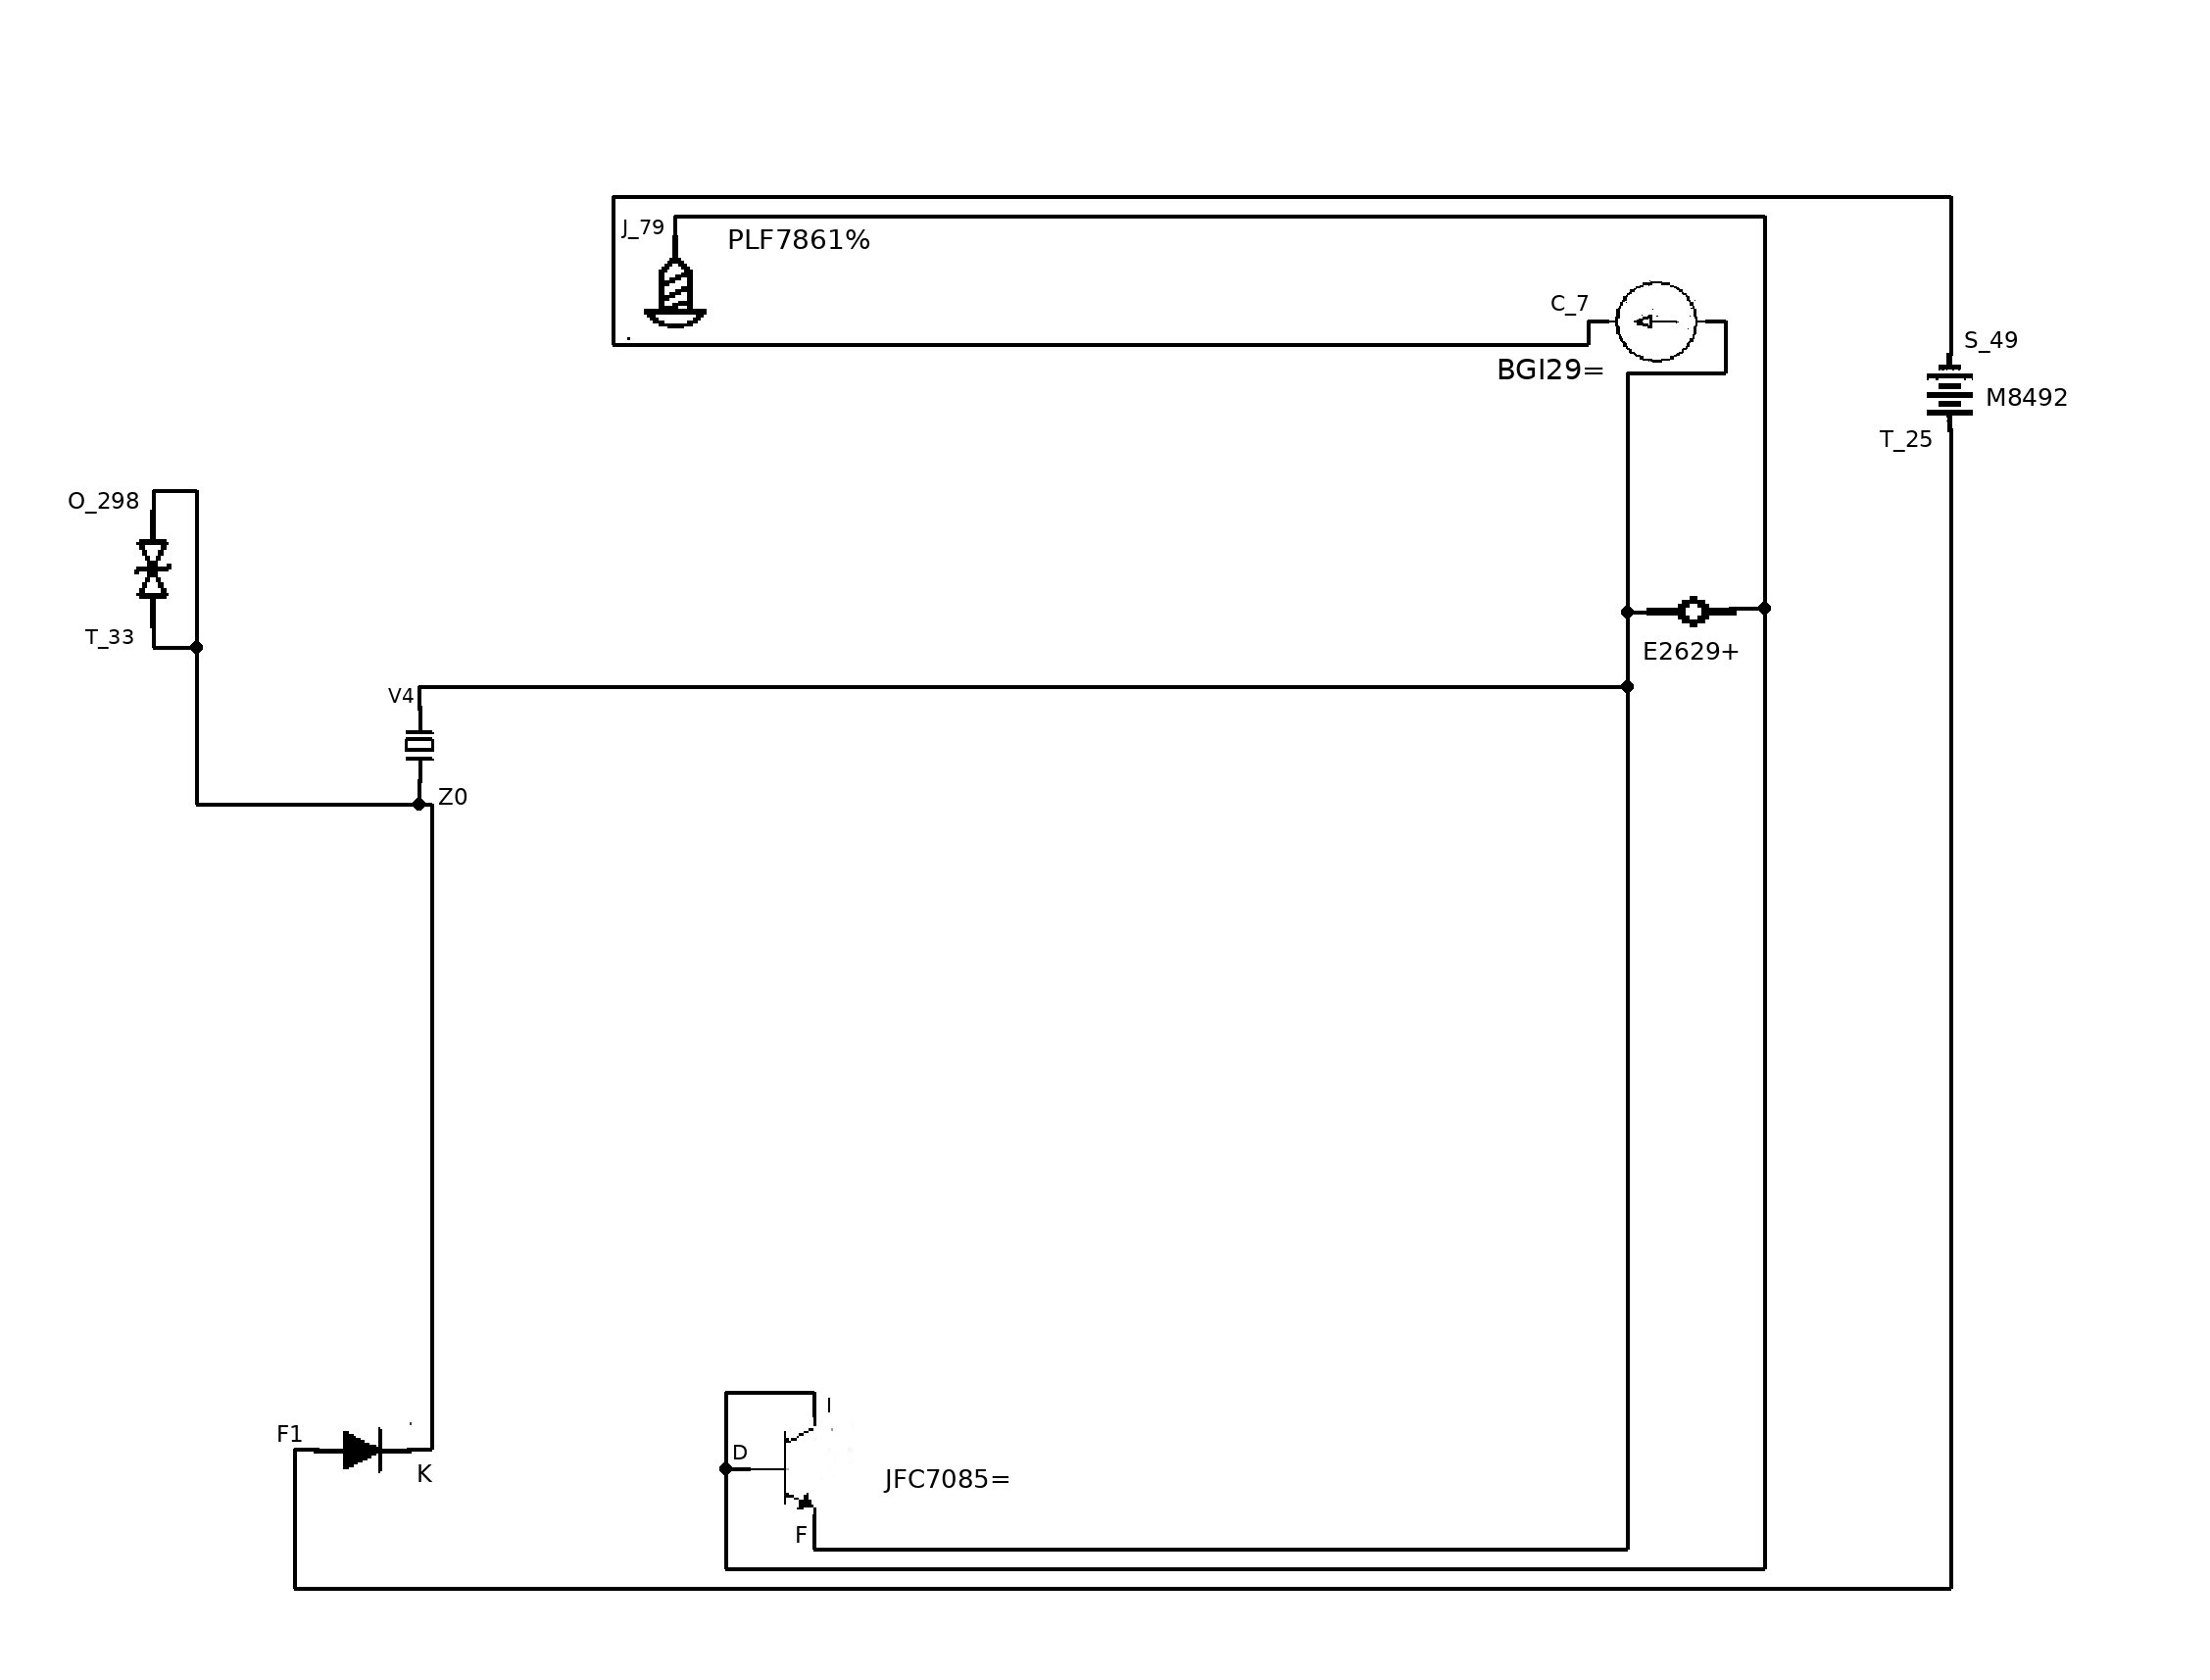 J_79
PLF7861%
C_7
BGI29=
S_49
M8492
T_25
O_298
T_33
E2629+
V4
Z0
F1
K
I
D
JFC7085=
F